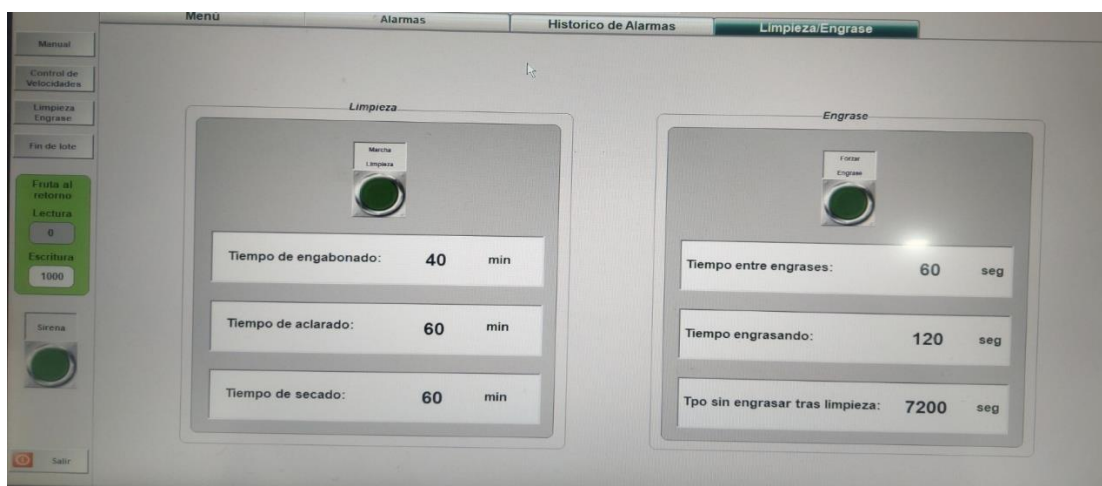 Menú
Alarmas
Historico de Alarmas
Limpieza/Engrase
Manual
Control de
Velocidades
Limpieza
Engrase
Fin de lote
Fruta al
retorno
Lectura
0
Escritura
1000
Sirena
Salir
Limpieza
Marcha
Limpieza
Tiempo de engabonado: 40 min
Tiempo de aclarado: 60 min
Tiempo de secado: 60 min
Engrase
Forzar
Engrase
Tiempo entre engrases: 60 seg
Tiempo engrasando: 120 seg
Tpo sin engrasar tras limpieza: 7200 seg